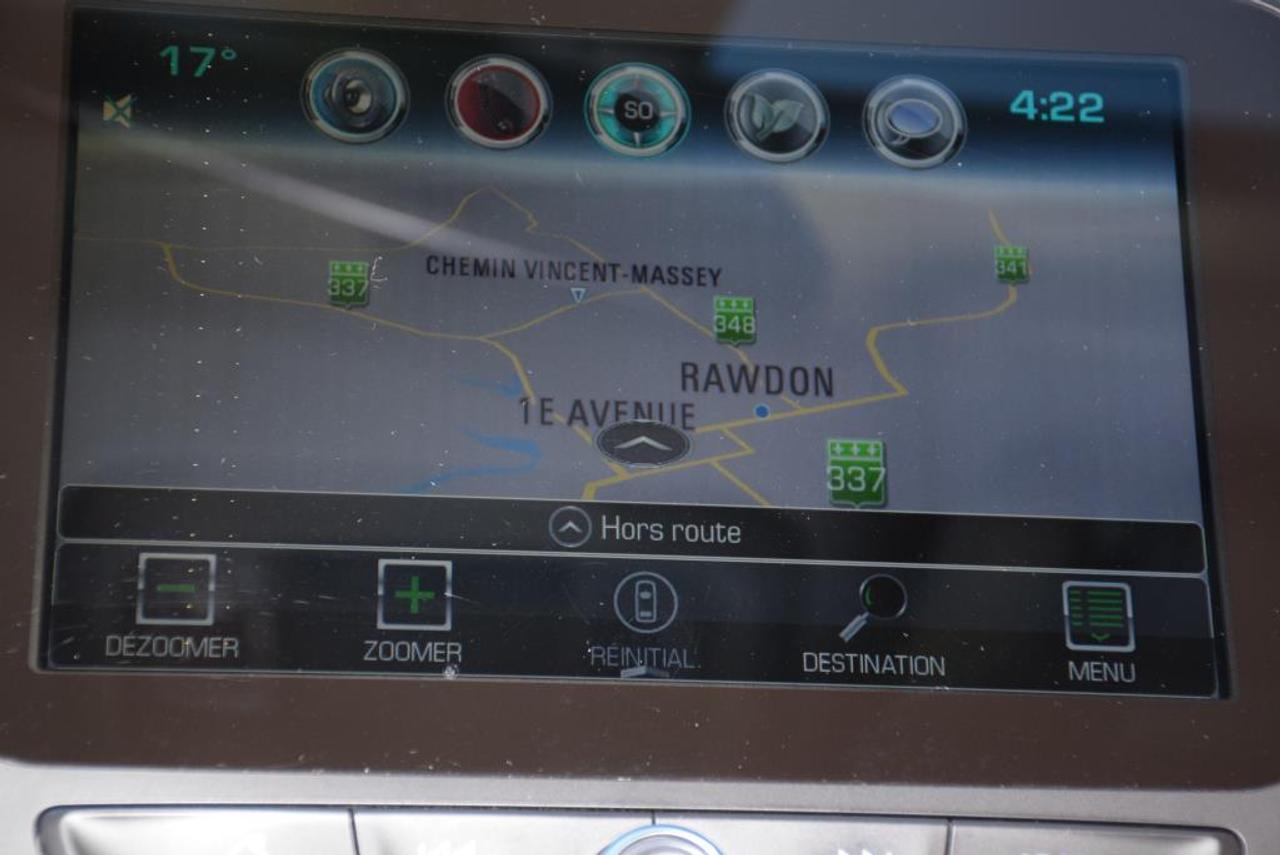 17°
SO
4:22
337
CHEMIN VINCENT-MASSEY
341
348
RAWDON
1E AVENUE
337
Hors route
DÉZOOMER
ZOOMER
RÉINITIAL.
DESTINATION
MENU